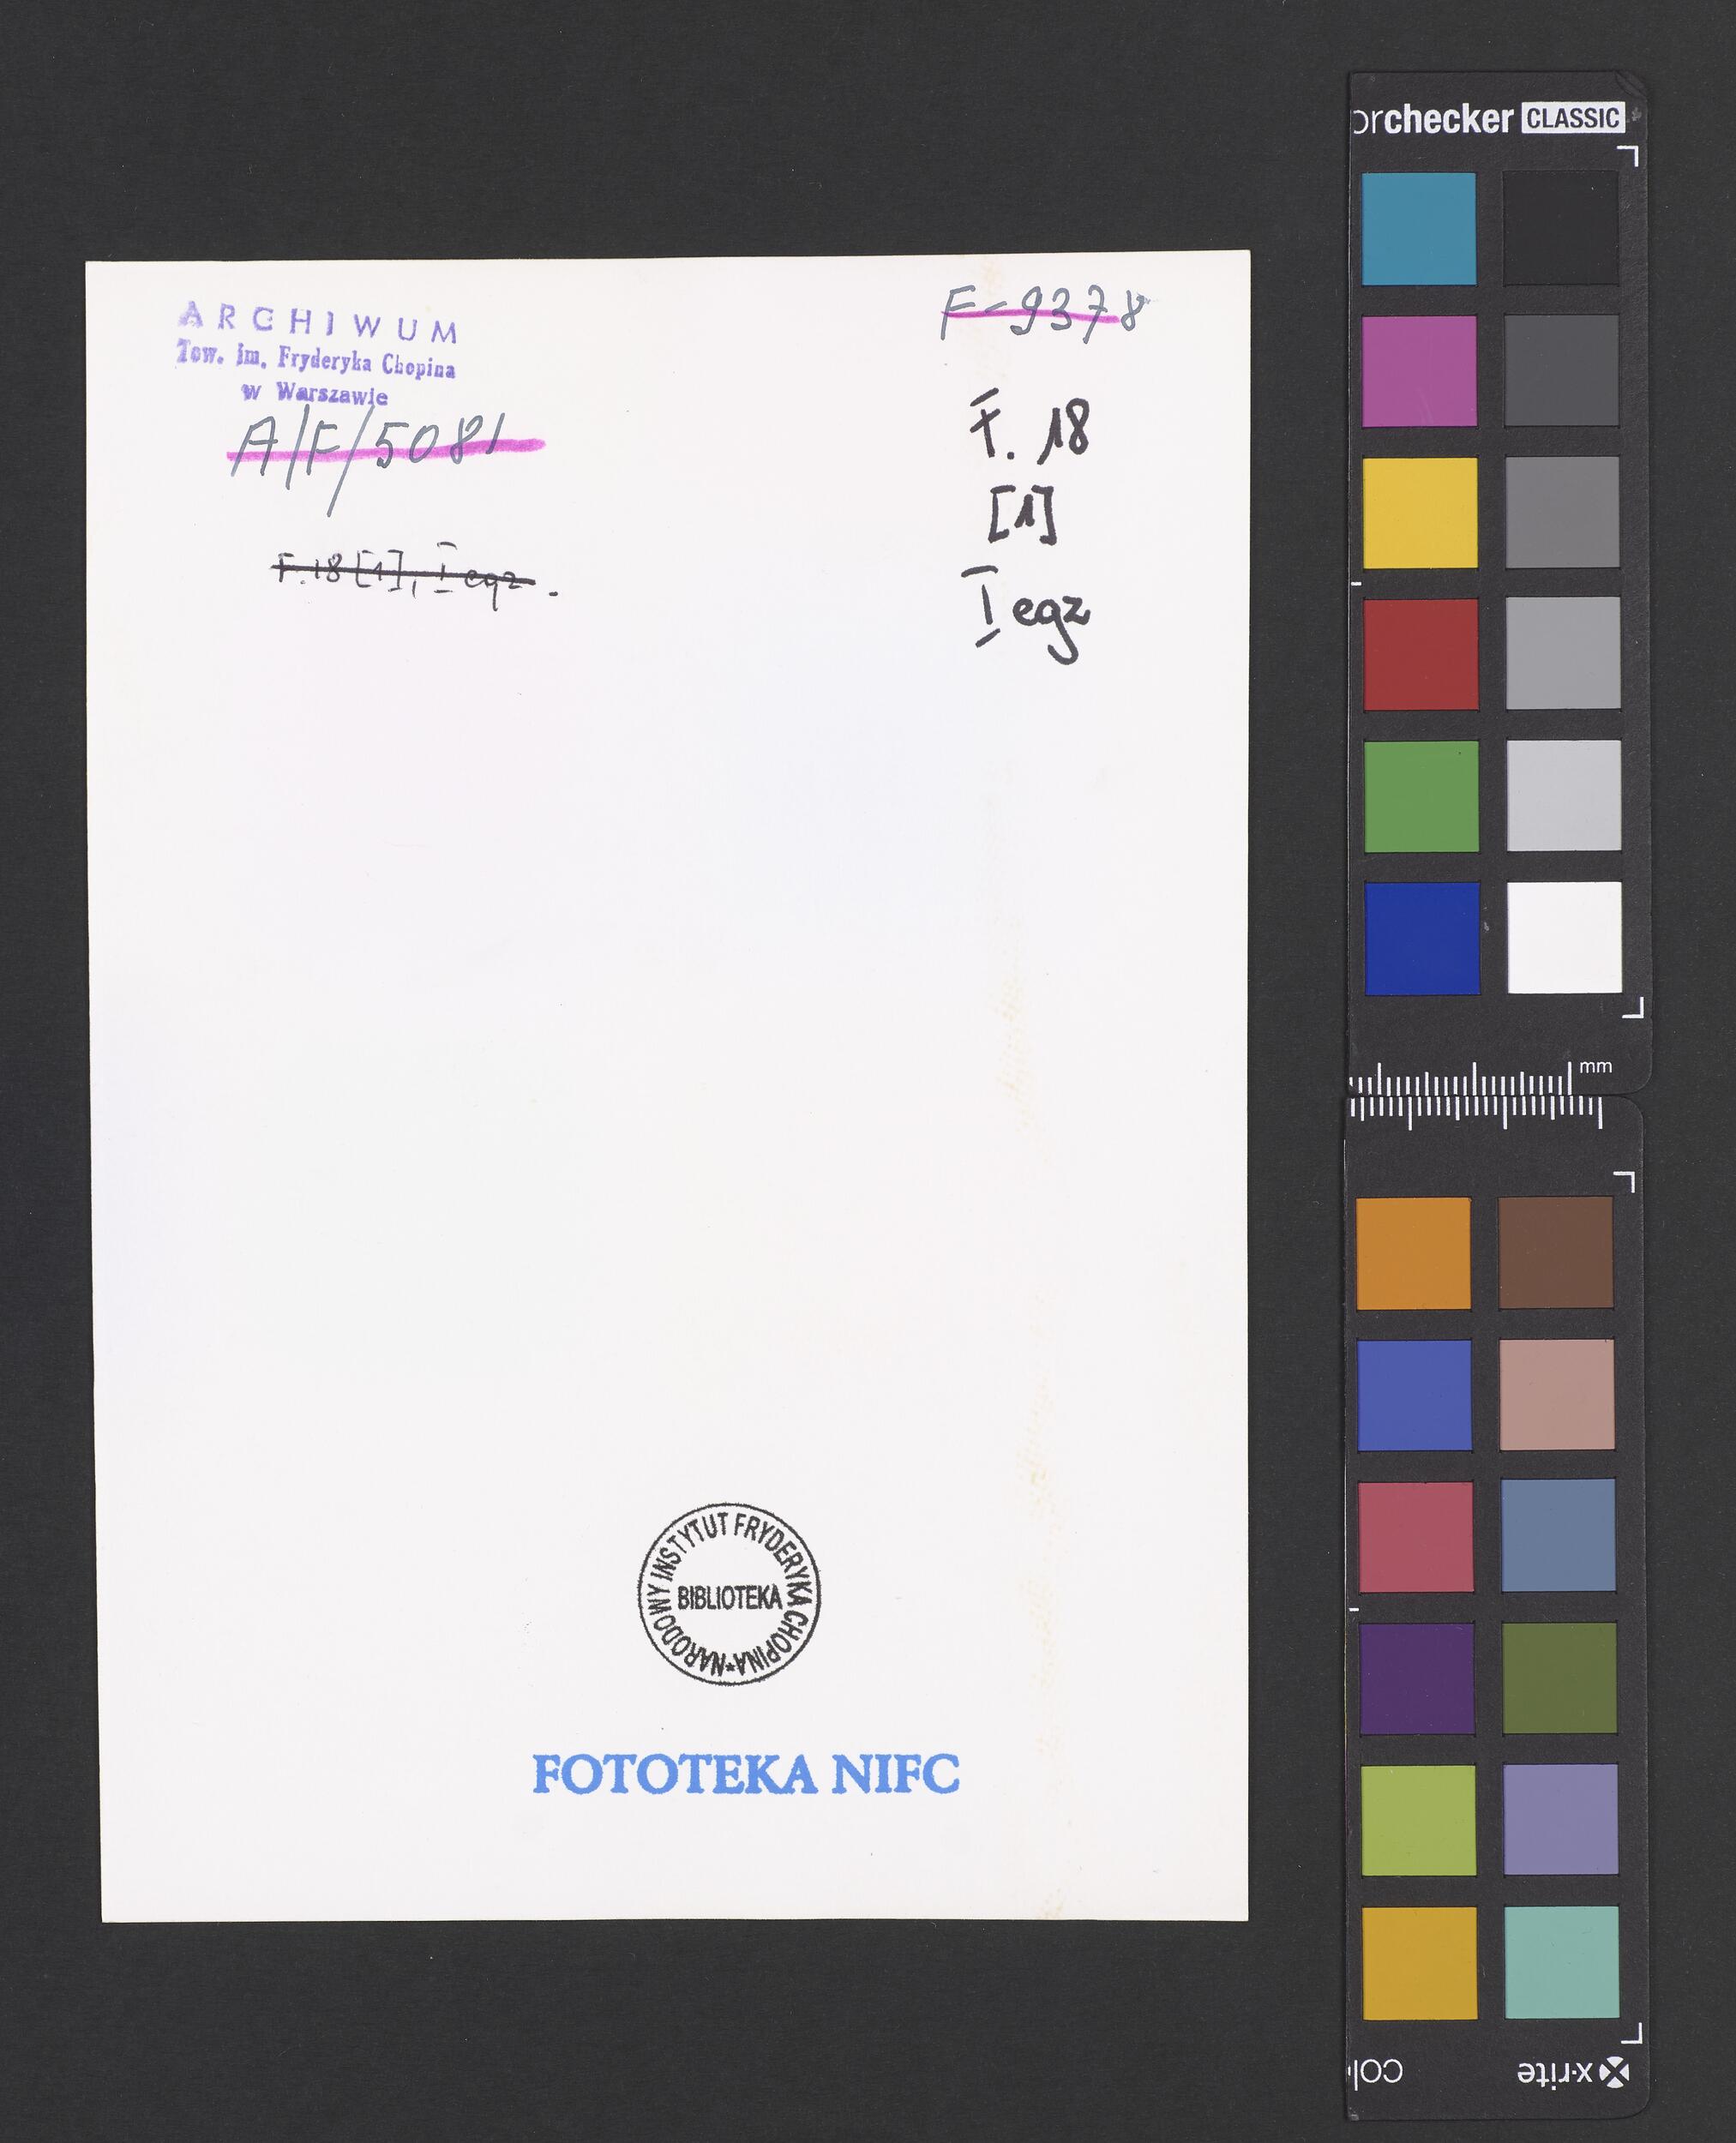 ARCHIWUM
Tow. im. Fryderyka Chopina
w Warszawie
A/F/5081
F.18 [1], I egz.
F-9378
F. 18
[1]
I egz
NARODOWY INSTYTUT FRYDERYKA CHOPINA*
BIBLIOTEKA
FOTOTEKA NIFC
orchecker CLASSIC
mm
x-rite
col